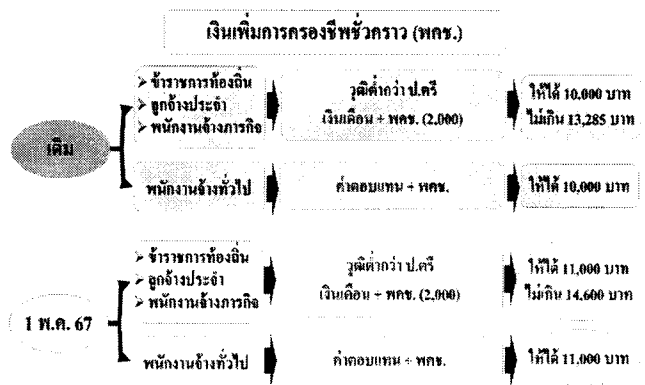 เงินเพิ่มการครองชีพชั่วคราว (พคช.)
เดิม
ข้าราชการท้องถิ่น
ลูกจ้างประจำ
พนักงานจ้างภารกิจ
วุฒิต่ำกว่า ป.ตรี
เงินเดือน + พคช. (2,000)
ให้ได้ 10,000 บาท
ไม่เกิน 13,285 บาท
พนักงานจ้างทั่วไป
ค่าตอบแทน + พคช.
ให้ได้ 10,000 บาท
1 พ.ค. 67
ข้าราชการท้องถิ่น
ลูกจ้างประจำ
พนักงานจ้างภารกิจ
วุฒิต่ำกว่า ป.ตรี
เงินเดือน + พคช. (2,000)
ให้ได้ 11,000 บาท
ไม่เกิน 14,600 บาท
พนักงานจ้างทั่วไป
ค่าตอบแทน + พคช.
ให้ได้ 11,000 บาท